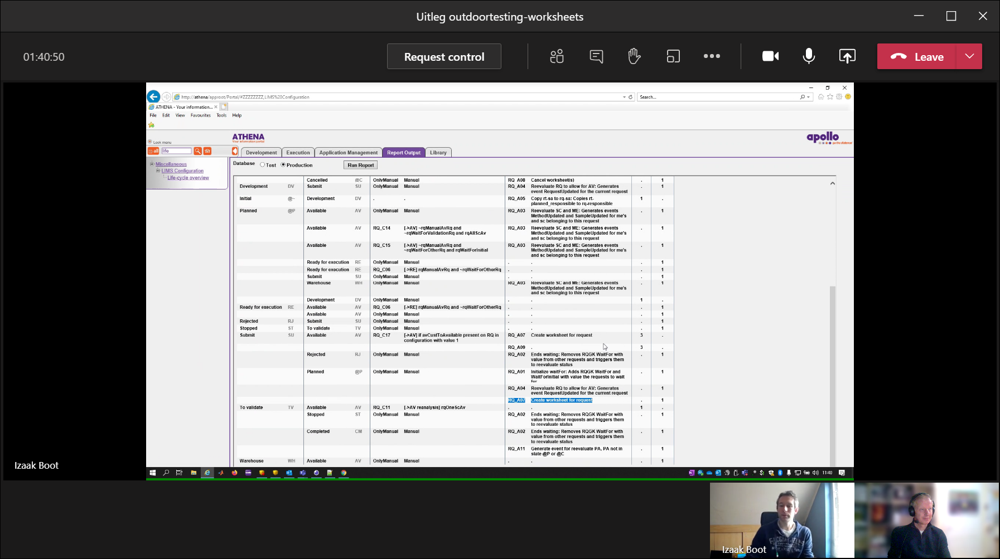 Uitleg outdoortesting-worksheets
01:40:50
Request control
Leave
http://athena/approot/Portal/#ZZZZZZZZ,LIMS%20Configuration
Search...
ATHENA - Your information...
File Edit View Favourites Tools Help
Look menu
ATHENA
Your information portal
apollo
go the distance!
all life
Development Execution Application Management Report Output Library
Miscellaneous
LIMS Configuration
Life-cycle overview
Database Test Production Run Report
Cancelled @C OnlyManual Manual RQ_A08 Cancel worksheet(s) . 1
Development DV Submit SU OnlyManual Manual RQ_A04 Reevaluate RQ to allow for AV: Generates . 1
event RequestUpdated for the current request
Initial @~ Development DV . . RQ_A05 Copy rt-sa to rq-sa: Copies rt- 1 .
planned_responsible to rq-responsible
Planned @P Available AV OnlyManual Manual RQ_A03 Reevaluate SC and ME: Generates events . 1
MethodUpdated and SampleUpdated for me's
and sc belonging to this request
Available AV RQ_C14 [->AV] ~rqManualAvRq and RQ_A03 Reevaluate SC and ME: Generates events . 1
~rqWaitForValidationRq and rqAllScAv MethodUpdated and SampleUpdated for me's
and sc belonging to this request
Available AV RQ_C15 [->AV] ~rqManualAvRq and RQ_A03 Reevaluate SC and ME: Generates events . 1
~rqWaitForOtherRq and rqWaitForInitial MethodUpdated and SampleUpdated for me's
and sc belonging to this request
Ready for execution RE OnlyManual Manual . . . 1
Ready for execution RE RQ_C06 [->RE] rqManualAvRq and ~rqWaitForOtherRq . . . 1
Submit SU OnlyManual Manual . . . 1
Warehouse WH OnlyManual Manual RQ_A03 Reevaluate SC and ME: Generates events . 1
MethodUpdated and SampleUpdated for me's
and sc belonging to this request
Development DV OnlyManual Manual . . 1 .
Ready for execution RE Available AV RQ_C06 [->RE] rqManualAvRq and ~rqWaitForOtherRq . . . 1
Available AV OnlyManual Manual . . . 1
Rejected RJ Submit SU OnlyManual Manual . . . 1
Stopped ST To validate TV OnlyManual Manual . . . 1
Submit SU Available AV RQ_C17 [->AV] if avCustToAvailable present on RQ in RQ_A07 Create worksheet for request 3 .
configuration with value 1
RQ_A09 . 3 .
Rejected RJ OnlyManual Manual RQ_A02 Ends waiting: Removes RQGK WaitFor with . 1
value from other requests and triggers them
to reevaluate status
Planned @P OnlyManual Manual RQ_A01 Initialize waitFor: Adds RQGK WaitFor and . 1
WaitForInitial with value the requests to wait
for
RQ_A04 Reevaluate RQ to allow for AV: Generates . 1
event RequestUpdated for the current request
RQ_A07 Create worksheet for request . 1
To validate TV Available AV RQ_C11 [->AV reanalysis] rqOneScAv . . 1 .
Stopped ST OnlyManual Manual RQ_A02 Ends waiting: Removes RQGK WaitFor with . 1
value from other requests and triggers them
to reevaluate status
Completed CM OnlyManual Manual RQ_A02 Ends waiting: Removes RQGK WaitFor with . 1
value from other requests and triggers them
to reevaluate status
RQ_A11 Generate event for reevaluate PA, PA not in . 1
state @P or @C
Warehouse WH Available AV OnlyManual Manual . . . 1
Izaak Boot
11:40
Izaak Boot